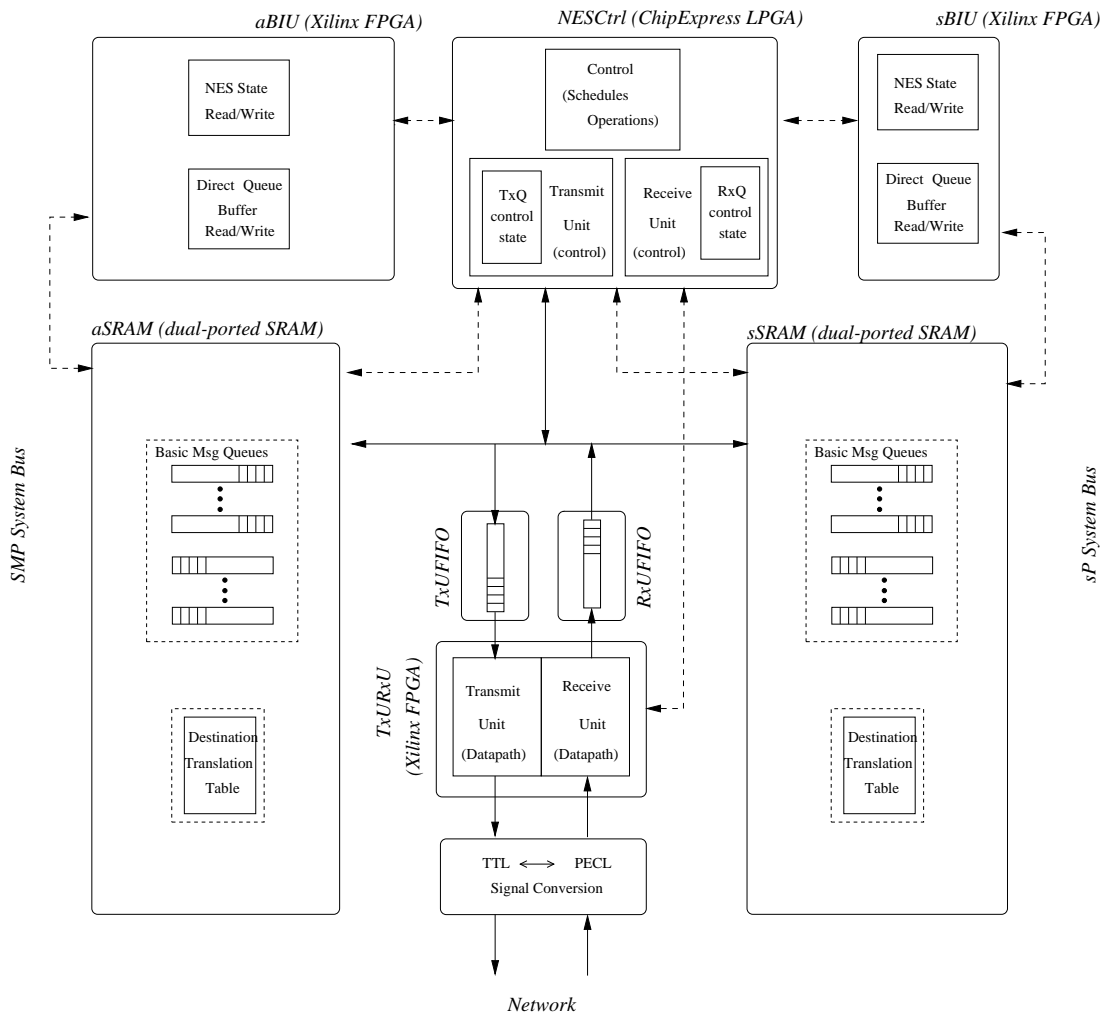 aBIU (Xilinx FPGA)
NESCtrl (ChipExpress LPGA)
sBIU (Xilinx FPGA)
NES State
Read/Write
Direct Queue
Buffer
Read/Write
Control
(Schedules
Operations)
TxQ
control
state
Transmit
Unit
(control)
Receive
Unit
(control)
RxQ
control
state
NES State
Read/Write
Direct Queue
Buffer
Read/Write
aSRAM (dual-ported SRAM)
sSRAM (dual-ported SRAM)
SMP System Bus
Basic Msg Queues
Destination
Translation
Table
TxUFIFO
RxUFIFO
TxURxU
(Xilinx FPGA)
Transmit
Unit
(Datapath)
Receive
Unit
(Datapath)
TTL
PECL
Signal Conversion
Basic Msg Queues
Destination
Translation
Table
sP System Bus
Network